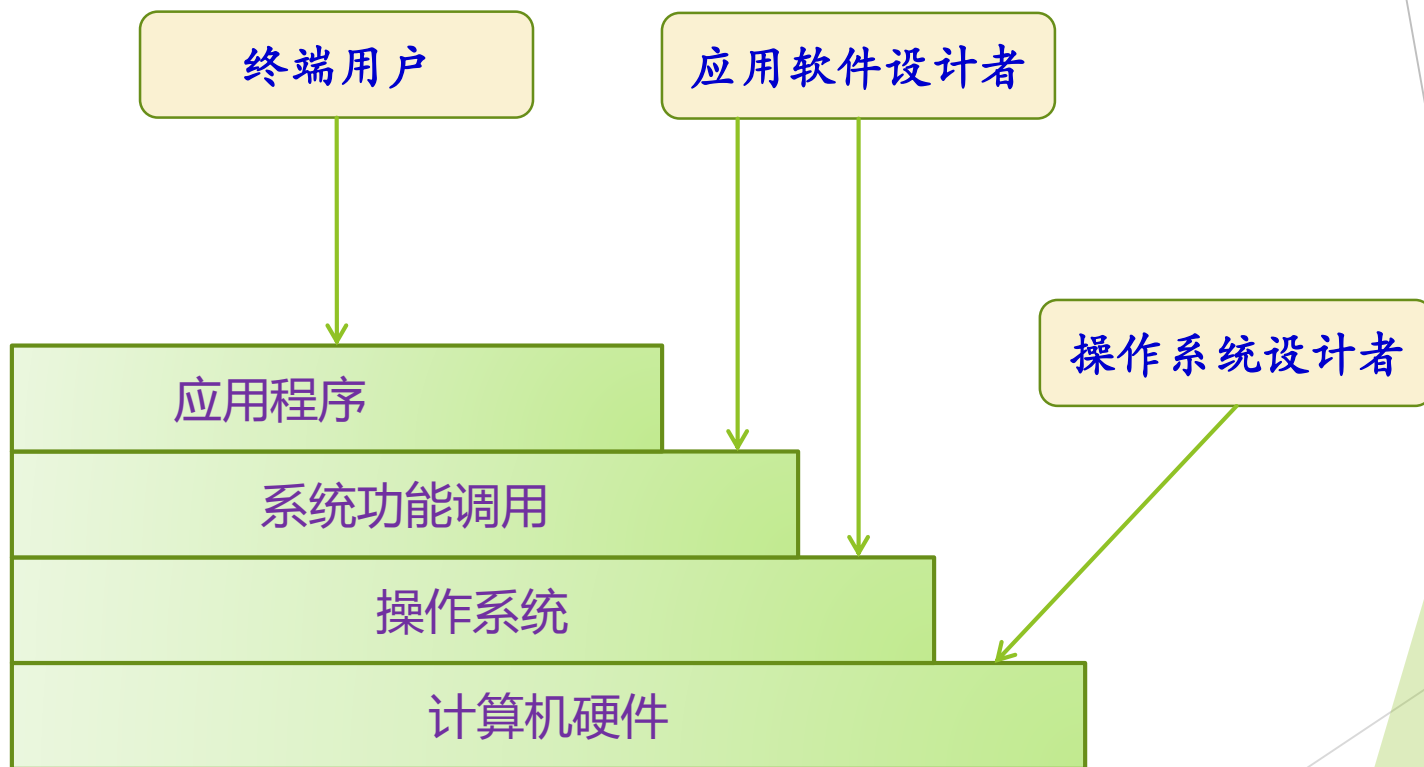 终端用户
应用软件设计者
操作系统设计者
应用程序
系统功能调用
操作系统
计算机硬件